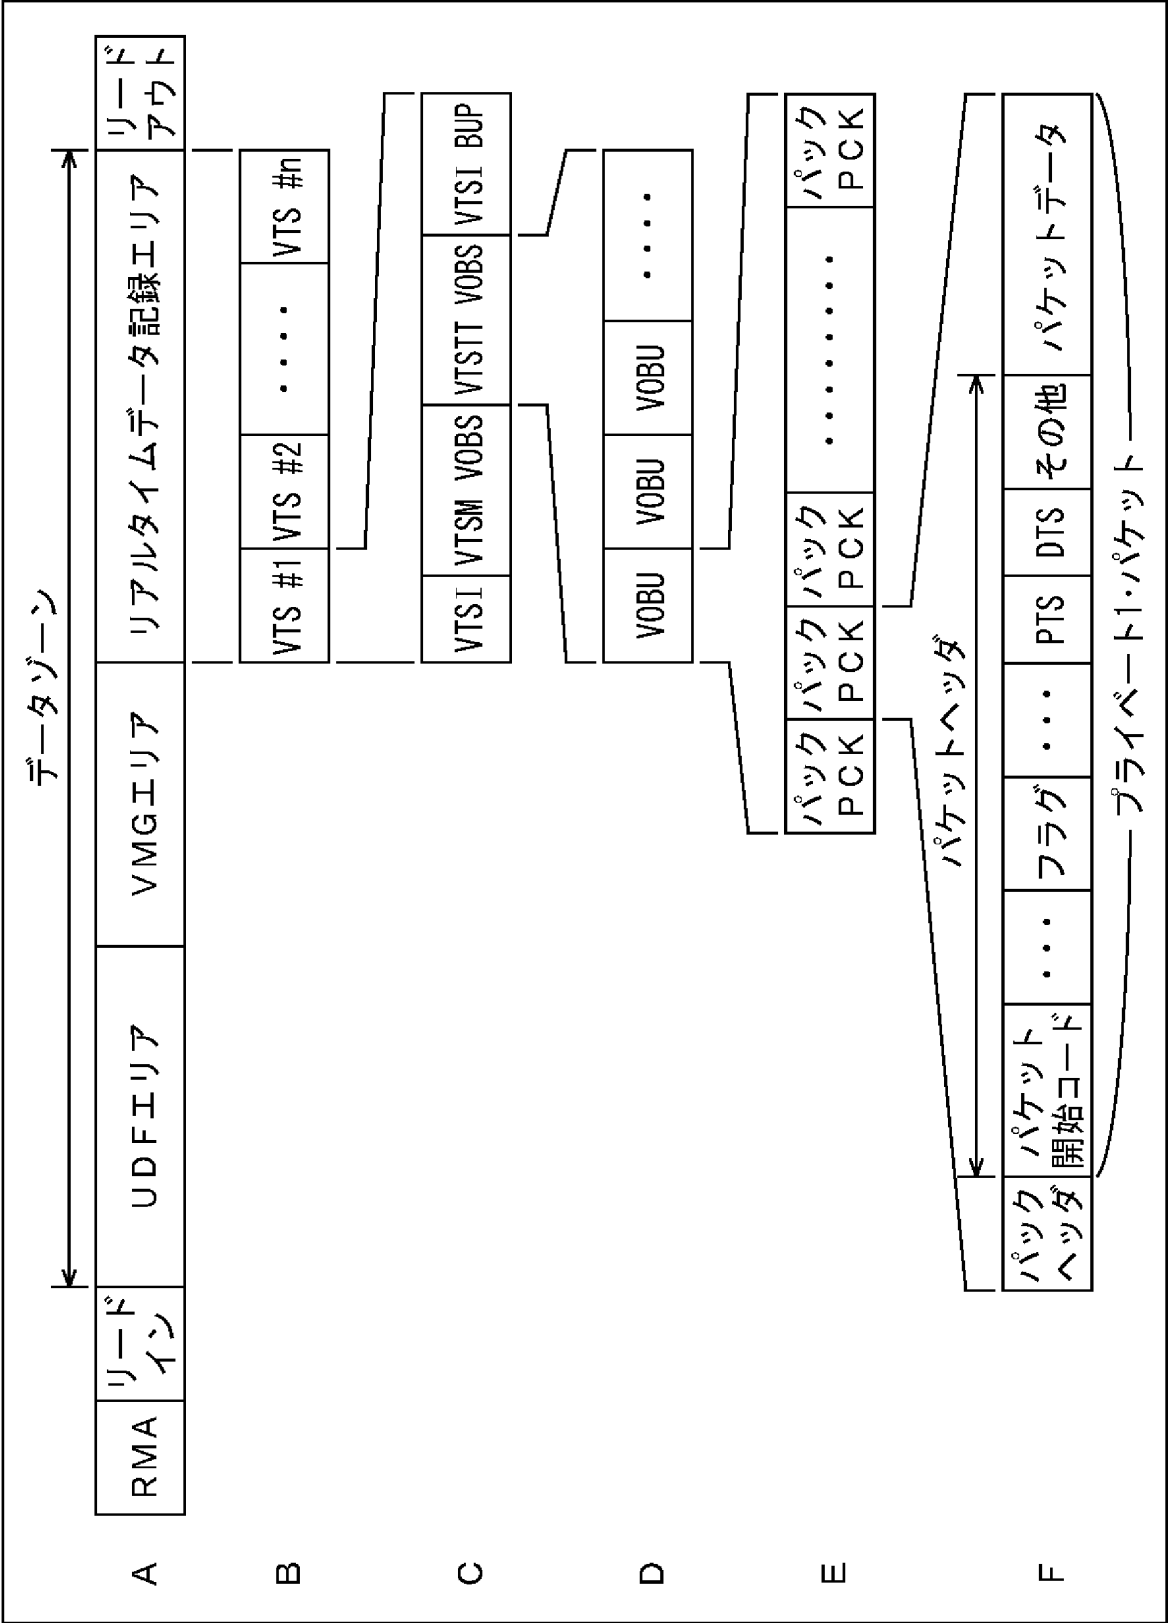 データゾーン
A
RMA
リード
イン
UDFエリア
VMGエリア
リアルタイムデータ記録エリア
リード
アウト
B
VTS #1
VTS #2
・・・・
VTS #n
C
VTSI
VTSM VOBS
VTSTT VOBS
VTSI BUP
D
VOBU
VOBU
VOBU
・・・・
E
パック
PCK
パック
PCK
パック
PCK
・・・・・・・・
パック
PCK
パケットヘッダ
F
パック
ヘッダ
パケット
開始コード
・・・
フラグ
・・・
PTS
DTS
その他
パケットデータ
プライベート1・パケット